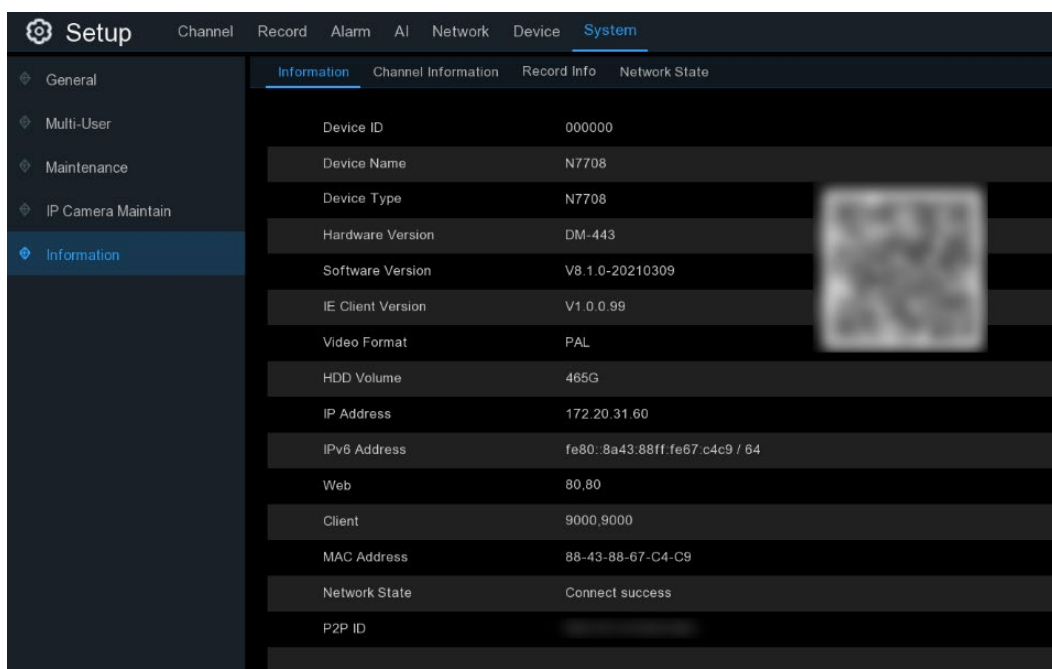 Setup Channel Record Alarm AI Network Device System
Information Channel Information Record Info Network State
General
Multi-User
Maintenance
IP Camera Maintain
Information
Device ID 000000
Device Name N7708
Device Type N7708
Hardware Version DM-443
Software Version V8.1.0-20210309
IE Client Version V1.0.0.99
Video Format PAL
HDD Volume 465G
IP Address 172.20.31.60
IPv6 Address fe80::8a43:88ff:fe67:c4c9 / 64
Web 80,80
Client 9000,9000
MAC Address 88-43-88-67-C4-C9
Network State Connect success
P2P ID